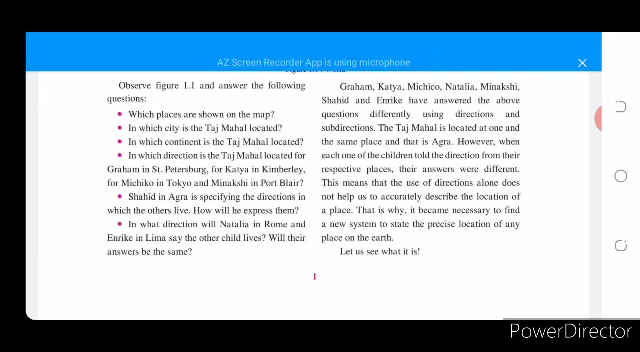 AZ Screen Recorder App is using microphone
Observe figure 1.1 and answer the following
questions:
• Which places are shown on the map?
• In which city is the Taj Mahal located?
• In which continent is the Taj Mahal located?
• In which direction is the Taj Mahal located for
Graham in St. Petersburg, for Katya in Kimberley,
for Michiko in Tokyo and Minakshi in Port Blair?
• Shahid in Agra is specifying the directions in
which the others live. How will he express them?
• In what direction will Natalia in Rome and
Enrike in Lima say the other child lives? Will their
answers be the same?
Graham, Katya, Michico, Natalia, Minakshi,
Shahid and Enrike have answered the above
questions differently using directions and
subdirections. The Taj Mahal is located at one and
the same place and that is Agra. However, when
each one of the children told the direction from their
respective places, their answers were different.
This means that the use of directions alone does
not help us to accurately describe the location of
a place. That is why, it became necessary to find
a new system to state the precise location of any
place on the earth.
Let us see what it is!
1
PowerDirector